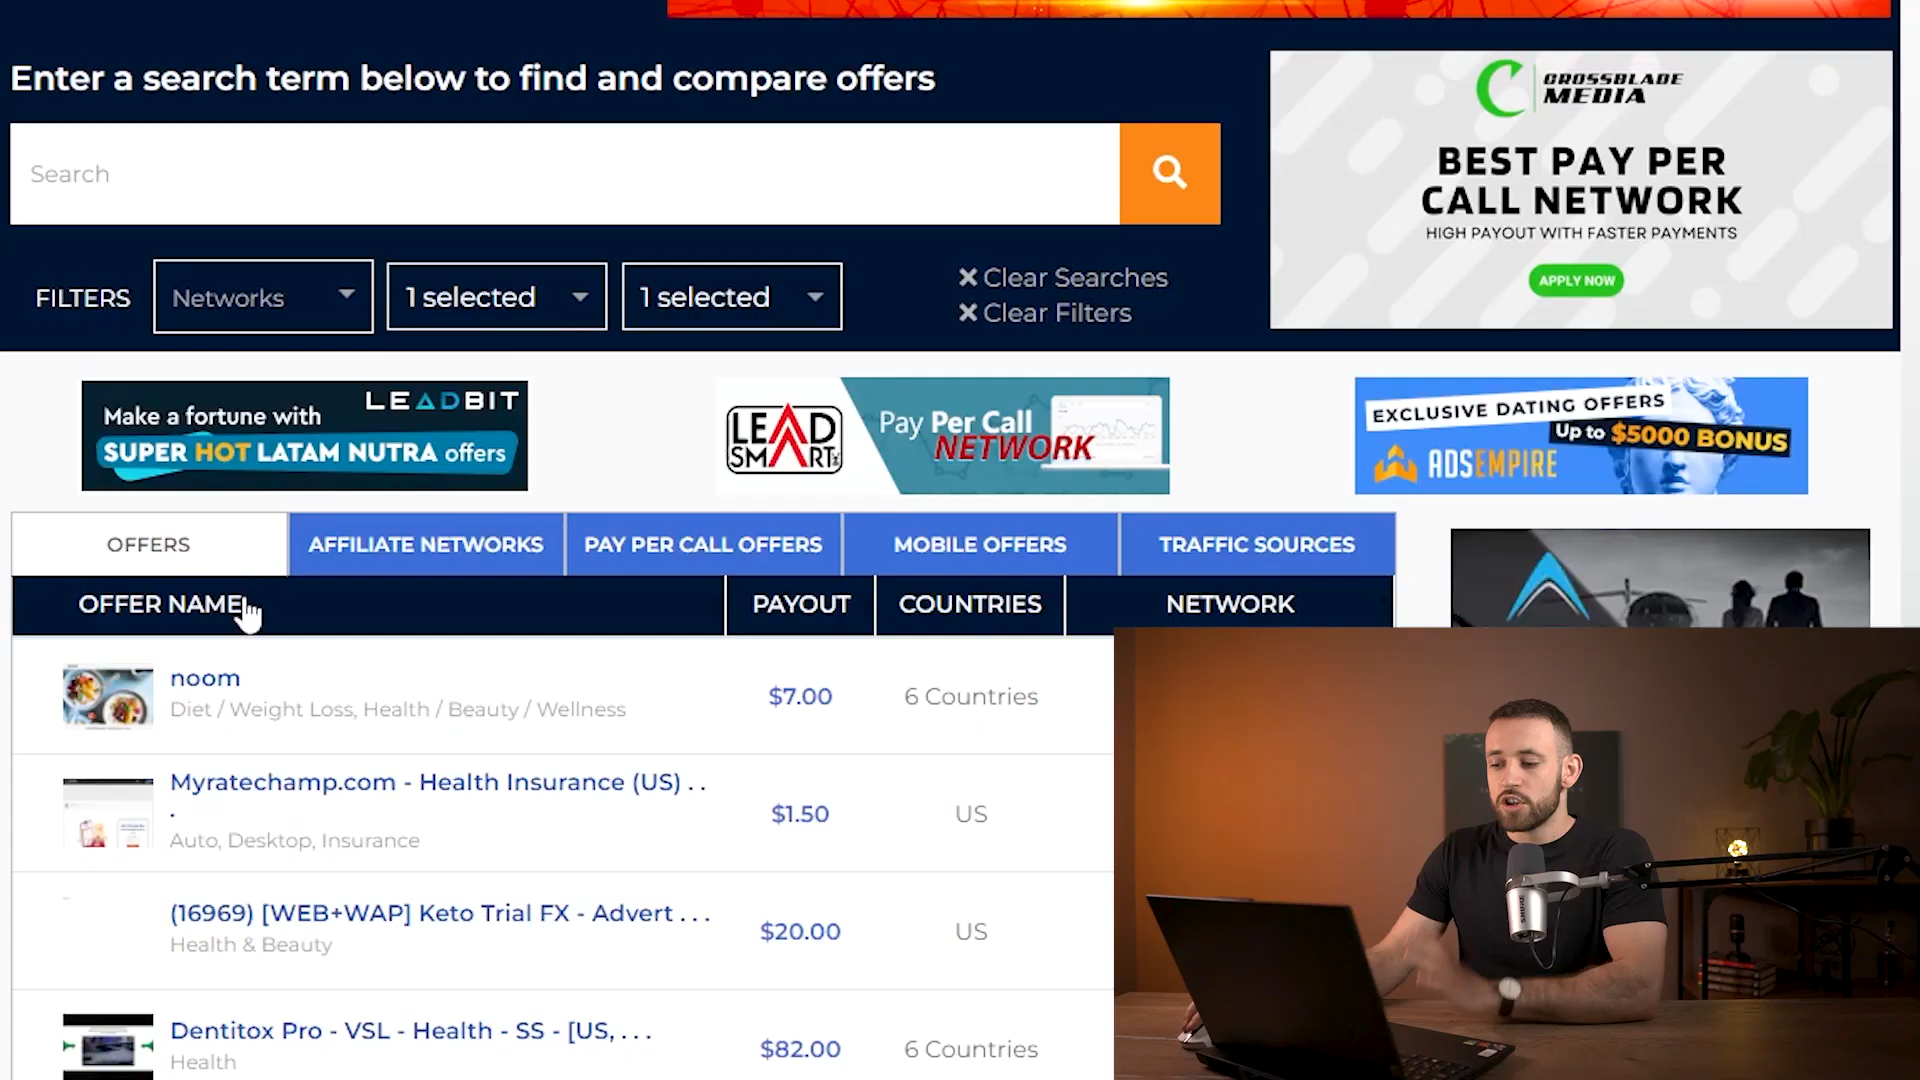 Enter a search term below to find and compare offers
Search
FILTERS
Networks
1 selected
1 selected
Clear Searches
Clear Filters
CROSSBLADE
MEDIA
BEST PAY PER
CALL NETWORK
HIGH PAYOUT WITH FASTER PAYMENTS
APPLY NOW
LEADBIT
Make a fortune with
SUPER HOT LATAM NUTRA offers
LEAD
SMART
Pay Per Call
NETWORK
EXCLUSIVE DATING OFFERS
Up to $5000 BONUS
ADSEMPIRE
OFFERS
AFFILIATE NETWORKS
PAY PER CALL OFFERS
MOBILE OFFERS
TRAFFIC SOURCES
OFFER NAME
PAYOUT
COUNTRIES
NETWORK
noom
Diet / Weight Loss, Health / Beauty / Wellness
$7.00
6 Countries
Myratechamp.com - Health Insurance (US) . .
.
Auto, Desktop, Insurance
$1.50
US
(16969) [WEB+WAP] Keto Trial FX - Advert . . .
Health & Beauty
$20.00
US
Dentitox Pro - VSL - Health - SS - [US, . . .
Health
$82.00
6 Countries
SHURE